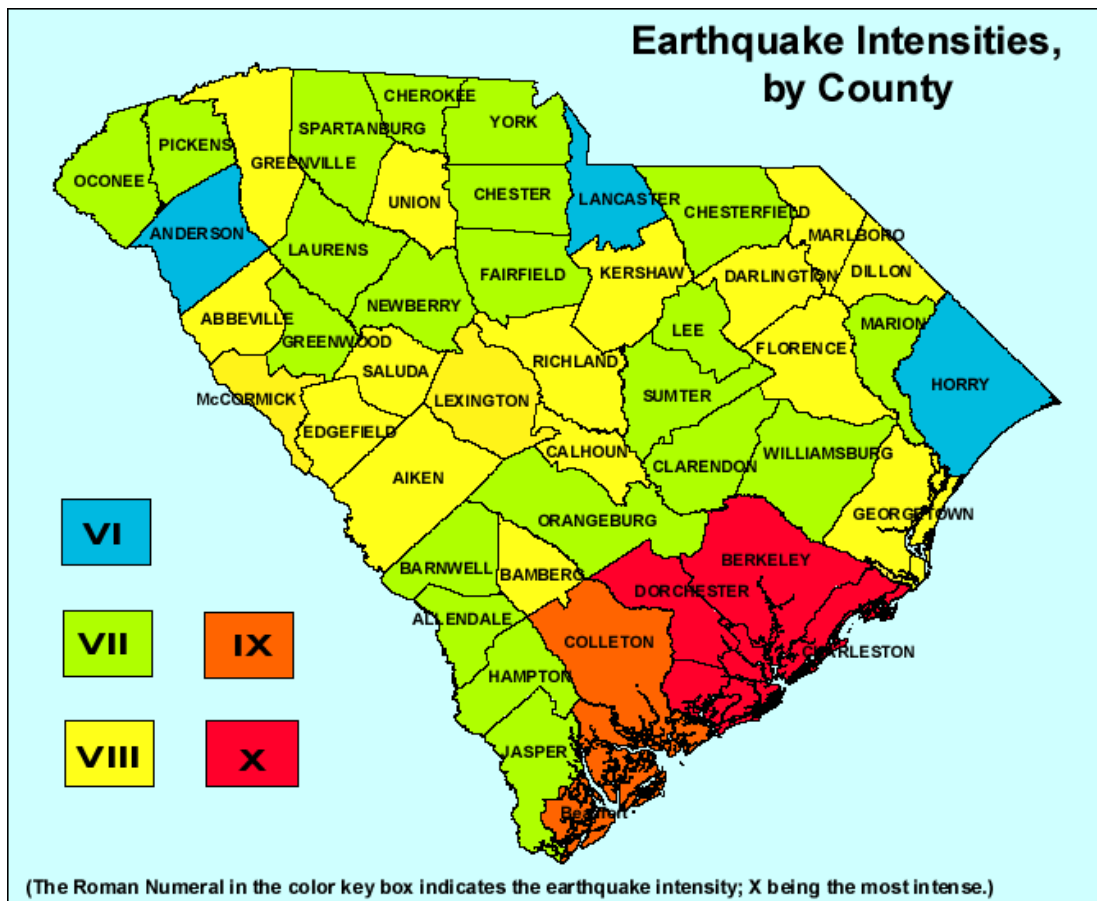 Earthquake Intensities,
by County
CHEROKEE
YORK
SPARTANBURG
PICKENS
GREENVILLE
OCONEE
UNION
CHESTER
LANCASTER
CHESTERFIELD
ANDERSON
MARLBORO
LAURENS
FAIRFIELD
KERSHAW
DARLINGTON
DILLON
NEWBERRY
ABBEVILLE
GREENWOOD
LEE
MARION
SALUDA
RICHLAND
FLORENCE
HORRY
McCORMICK
LEXINGTON
SUMTER
EDGEFIELD
CALHOUN
WILLIAMSBURG
AIKEN
CLARENDON
GEORGETOWN
ORANGEBURG
VI
BERKELEY
BARNWELL
BAMBERG
DORCHESTER
ALLENDALE
VII
IX
COLLETON
CHARLESTON
HAMPTON
VIII
X
JASPER
Beaufort
(The Roman Numeral in the color key box indicates the earthquake intensity; X being the most intense.)